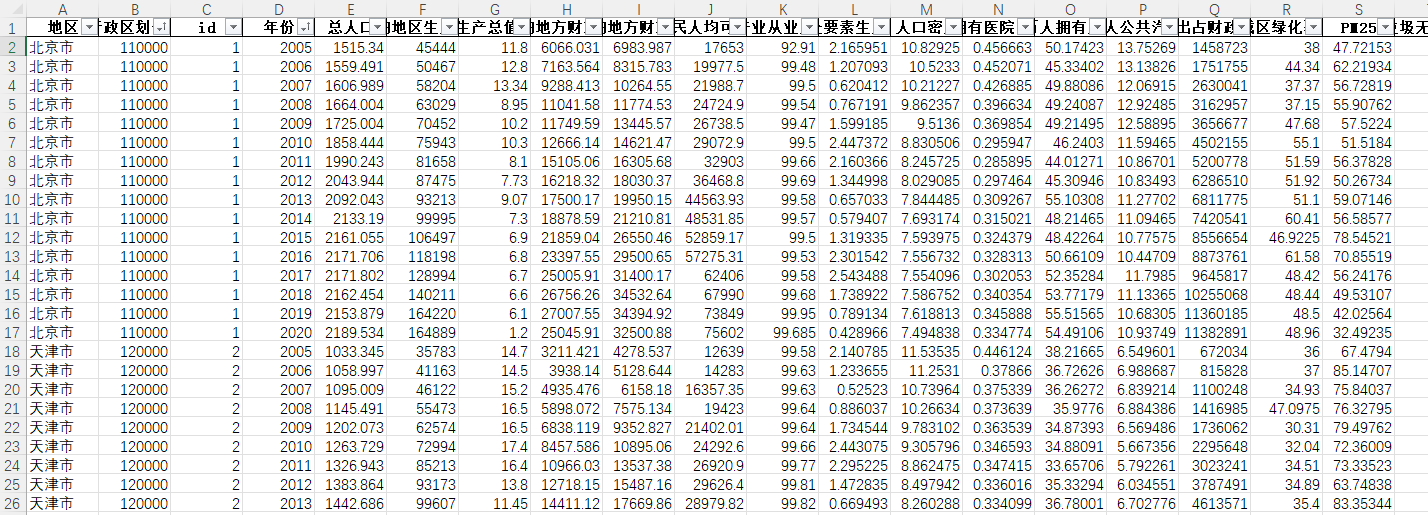 A B C D E F G H I J K L M N O P Q R S
1 地区 行政区划 id 年份 总人口 地区生 生产总值 地方财 地方财 民人均可 业从业 要素生 人口密 有医院 人拥有 人公共汽 出占财政 区绿化 PM25 圾无
2 北京市 110000 1 2005 1515.34 45444 11.8 6066.031 6983.987 17653 92.91 2.165951 10.82925 0.456663 50.17423 13.75269 1458723 38 47.72153
3 北京市 110000 1 2006 1559.491 50467 12.8 7163.564 8315.783 19977.5 99.48 1.207093 10.5233 0.452071 45.33402 13.13826 1751755 44.34 62.21934
4 北京市 110000 1 2007 1606.989 58204 13.34 9288.413 10264.55 21988.7 99.5 0.620412 10.21227 0.426885 49.88086 12.06915 2630041 37.37 56.72819
5 北京市 110000 1 2008 1664.004 63029 8.95 11041.58 11774.53 24724.9 99.54 0.767191 9.862357 0.396634 49.24087 12.92485 3162957 37.15 55.90762
6 北京市 110000 1 2009 1725.004 70452 10.2 11749.59 13445.57 26738.5 99.47 1.599185 9.5136 0.369854 49.21495 12.58895 3656677 47.68 57.5224
7 北京市 110000 1 2010 1858.444 75943 10.3 12666.14 14621.47 29072.9 99.5 2.447372 8.830506 0.295947 46.2403 11.59465 4502155 55.1 51.5184
8 北京市 110000 1 2011 1990.243 81658 8.1 15105.06 16305.68 32903 99.66 2.160366 8.245725 0.285895 44.01271 10.86701 5200778 51.59 56.37828
9 北京市 110000 1 2012 2043.944 87475 7.73 16218.32 18030.37 36468.8 99.69 1.344998 8.029085 0.297464 45.30946 10.83493 6286510 51.92 50.26734
10 北京市 110000 1 2013 2092.043 93213 9.07 17500.17 19950.15 44563.93 99.58 0.657033 7.844485 0.309267 55.10308 11.27702 6811775 51.1 59.07146
11 北京市 110000 1 2014 2133.19 99995 7.3 18878.59 21210.81 48531.85 99.57 0.579407 7.693174 0.315021 48.21465 11.09465 7420541 60.41 56.58577
12 北京市 110000 1 2015 2161.055 106497 6.9 21859.04 26550.46 52859.17 99.5 1.319335 7.593975 0.324379 48.42264 10.77575 8556654 46.9225 78.54521
13 北京市 110000 1 2016 2171.706 118198 6.8 23397.55 29500.65 57275.31 99.53 2.301542 7.556732 0.328313 50.66109 10.44709 8873761 61.58 70.85519
14 北京市 110000 1 2017 2171.802 128994 6.7 25005.91 31400.17 62406 99.58 2.543488 7.554096 0.302053 52.35284 11.7985 9645817 48.42 56.24176
15 北京市 110000 1 2018 2162.454 140211 6.6 26756.26 34532.64 67990 99.68 1.738922 7.586752 0.340354 53.77179 11.13365 10255068 48.44 49.53107
16 北京市 110000 1 2019 2153.879 164220 6.1 27007.55 34394.92 73849 99.95 0.789134 7.618813 0.345888 55.51565 10.68305 11360185 48.5 42.02564
17 北京市 110000 1 2020 2189.534 164889 1.2 25045.91 32500.88 75602 99.685 0.428966 7.494838 0.334774 54.49106 10.93749 11382891 48.96 32.49235
18 天津市 120000 2 2005 1033.345 35783 14.7 3211.421 4278.537 12639 99.58 2.140785 11.53535 0.446124 38.21665 6.549601 672034 36 67.4794
19 天津市 120000 2 2006 1058.997 41163 14.5 3938.14 5128.644 14283 99.63 1.233655 11.2531 0.37866 36.72626 6.988687 815828 37 85.14707
20 天津市 120000 2 2007 1095.009 46122 15.2 4935.476 6158.18 16357.35 99.63 0.52523 10.73964 0.375339 36.26272 6.839214 1100248 34.93 75.84037
21 天津市 120000 2 2008 1145.491 55473 16.5 5898.072 7575.134 19423 99.64 0.886037 10.26634 0.373639 35.9776 6.884386 1416985 47.0975 76.32795
22 天津市 120000 2 2009 1202.073 62574 16.5 6838.119 9352.827 21402.01 99.64 1.734544 9.783102 0.363539 34.87393 6.569486 1736062 30.31 79.49762
23 天津市 120000 2 2010 1263.729 72994 17.4 8457.586 10895.06 24292.6 99.66 2.443075 9.305796 0.346593 34.88091 5.667356 2295648 32.04 72.36009
24 天津市 120000 2 2011 1326.943 85213 16.4 10966.03 13537.38 26920.9 99.77 2.295225 8.862475 0.347415 33.65706 5.792261 3023241 34.51 73.33523
25 天津市 120000 2 2012 1383.864 93173 13.8 12718.15 15487.16 29626.4 99.81 1.472835 8.497942 0.336016 35.33294 6.034551 3787491 34.89 63.74838
26 天津市 120000 2 2013 1442.686 99607 11.45 14411.12 17669.86 28979.82 99.82 0.669493 8.260288 0.334099 36.78001 6.702776 4613571 35.4 83.35344